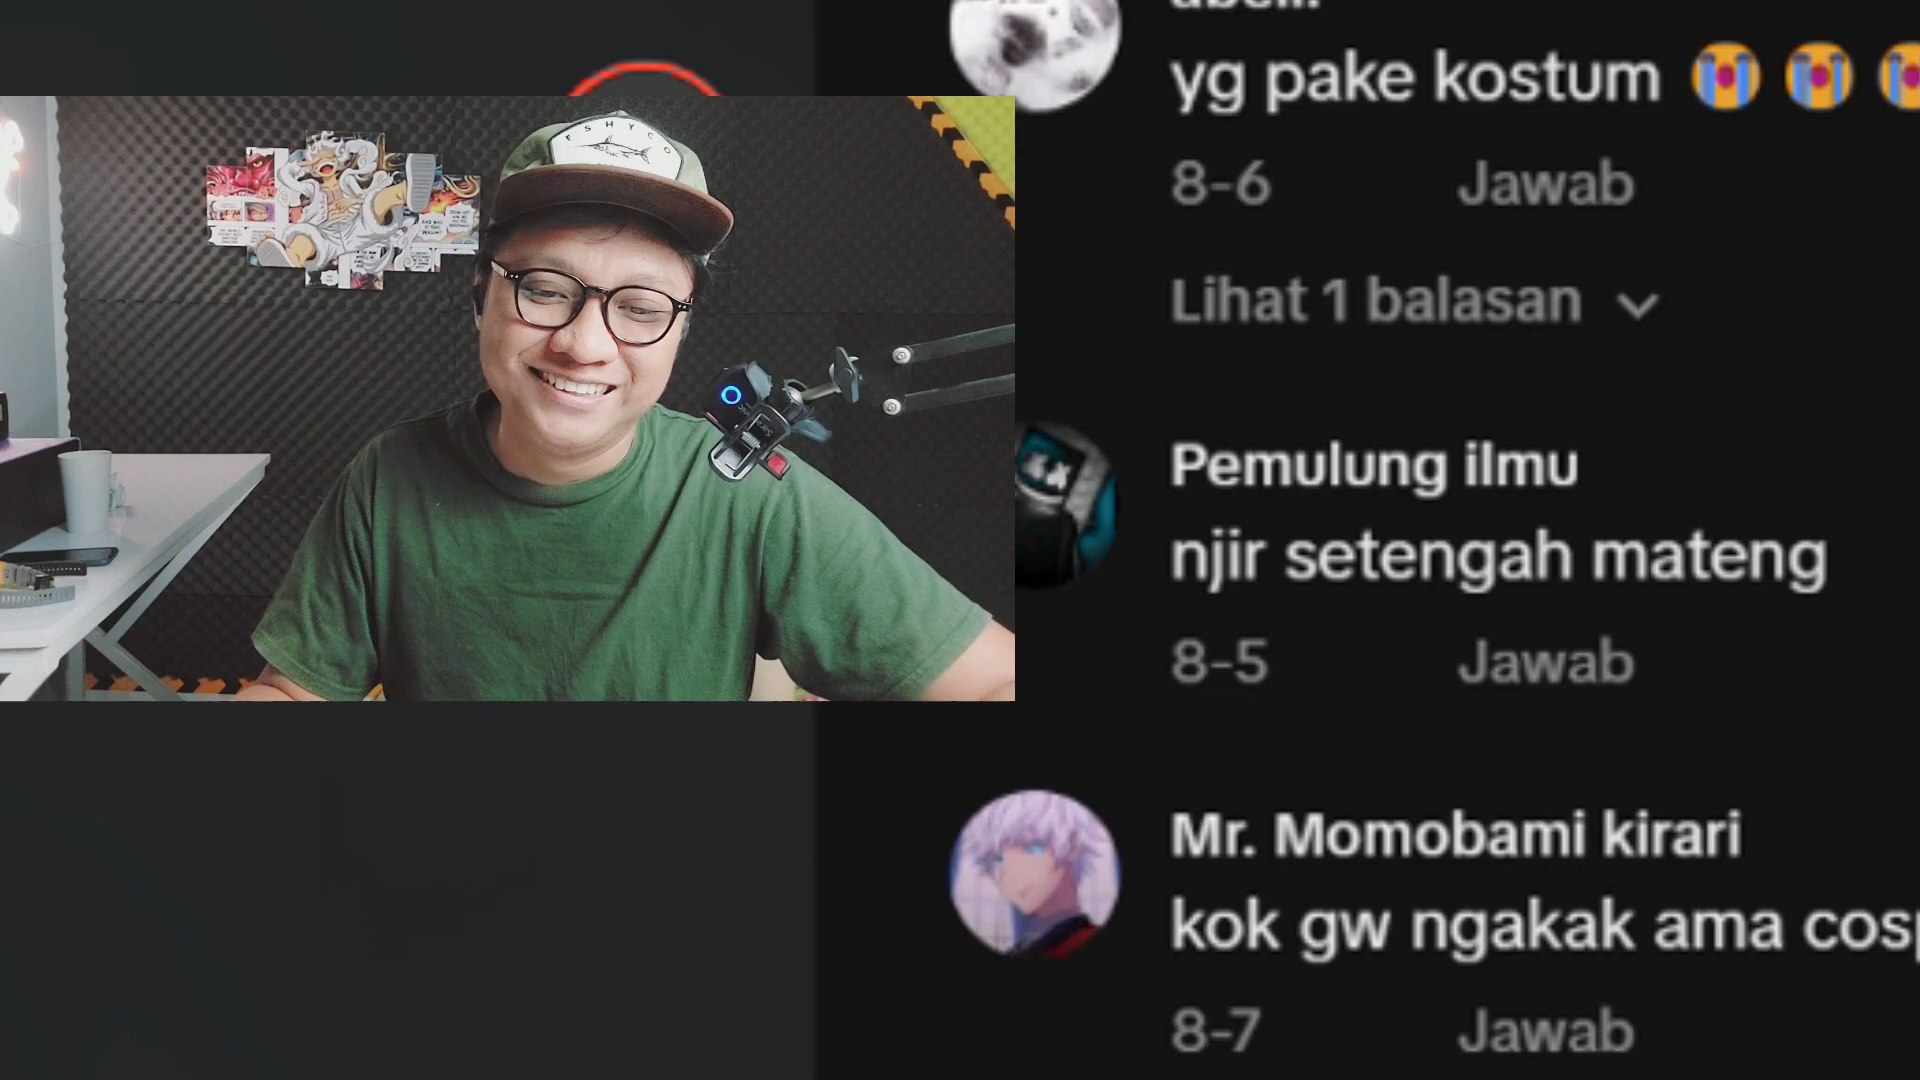 yg pake kostum
8-6 Jawab
Lihat 1 balasan
Pemulung ilmu
njir setengah mateng
8-5 Jawab
Mr. Momobami kirari
kok gw ngakak ama cosp
8-7 Jawab